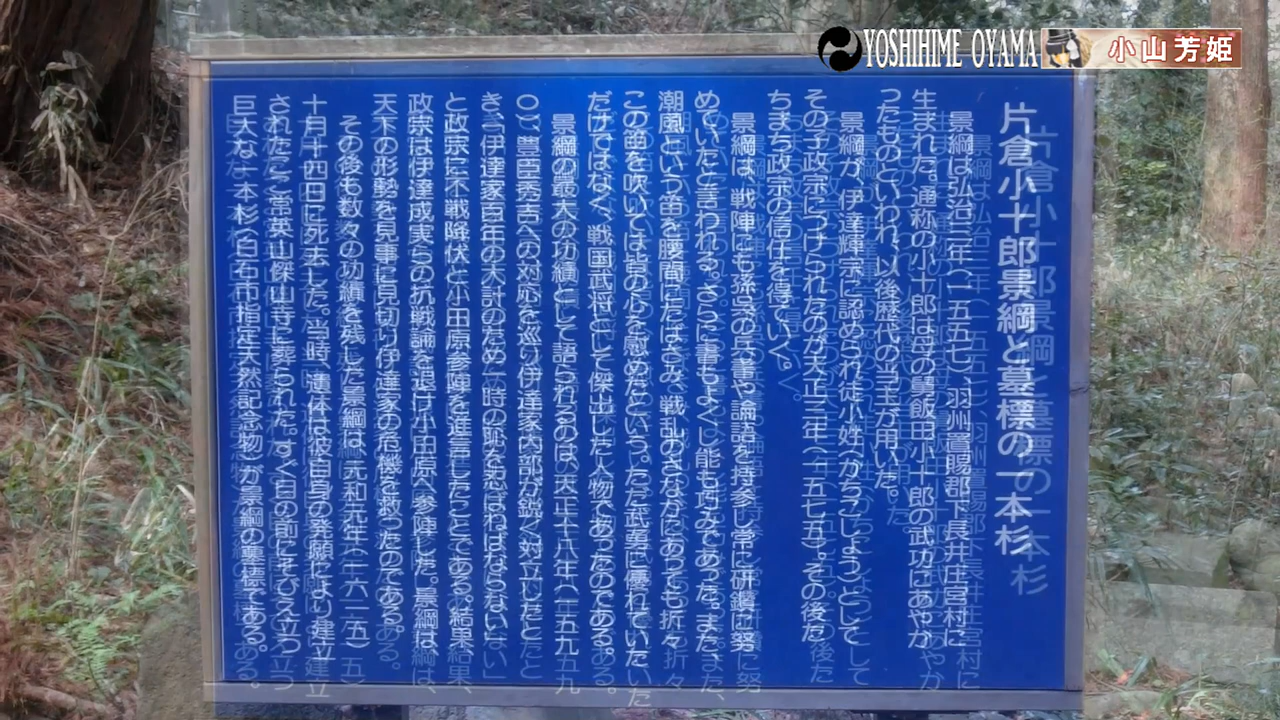 YOSHIHIME OYAMA
小山芳姫
片倉小十郎景綱と墓標の一本杉
景綱は弘治三年(一五五七)、羽州置賜郡下長井庄宮村に
生まれた。通称の小十郎は母の舅飯田小十郎の武功にあやか
ったものといわれ、以後歴代の当主が用いた。
景綱が、伊達輝宗に認められ徒小姓(かちこしょう)として
その子政宗につけられたのが天正三年(一五七五)。その後た
ちまち政宗の信任を得ていく。
景綱は、戦陣にも孫呉の兵書や論語を持参し常に研鑽に努
めていたと言われる。さらに書もよくし能も巧みであった。また、
潮風という笛を腰間にたばさみ、戦乱のさなかにあっても折々
この笛を吹いては皆の心を慰めたという。ただ武勇に優れていた
だけではなく、戦国武将として傑出した人物であったのである。
景綱の最大の功績として語られるのは、天正十八年(一五九
〇)、豊臣秀吉への対応を巡り伊達家内部が鋭く対立したと
き、「伊達家百年の大計のため一時の恥を忍ばねばならない」
と政宗に不戦降伏と小田原参陣を進言したことである。結果、
政宗は伊達成実らの抗戦論を退け小田原へ参陣した。景綱は、
天下の形勢を見事に見切り伊達家の危機を救ったのである。
その後も数々の功績を残した景綱は、元和元年(一六一五)
十月十四日に死去した。当時、遺体は彼自身の発願により建立
された、ここ常英山傑山寺に葬られた。すぐ目の前にそびえ立つ
巨大な一本杉(白石市指定天然記念物)が景綱の墓標である。